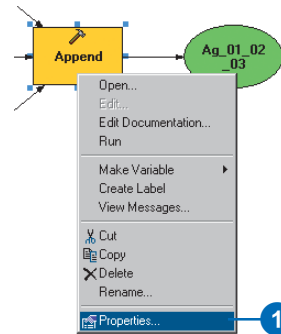 Append
Ag_01_02
_03
Open...
Edit...
Edit Documentation...
Run
Make Variable
Create Label
View Messages...
Cut
Copy
Delete
Rename...
Properties...
1